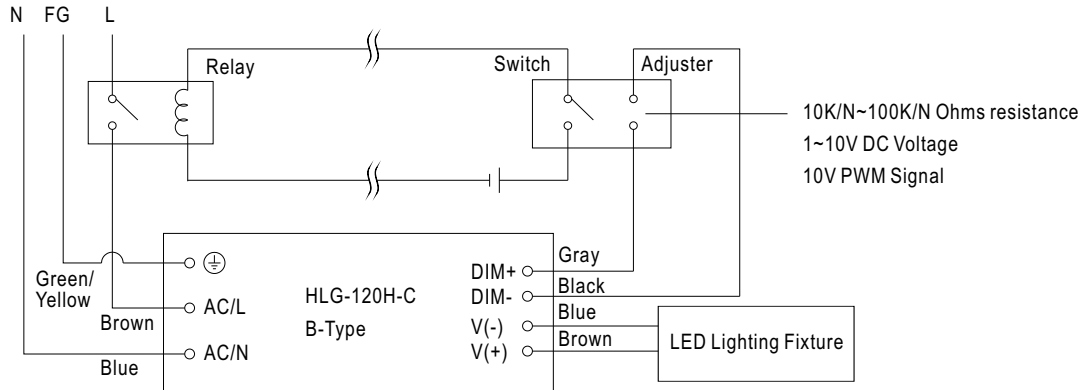 N FG L
Relay
Switch
Adjuster
10K/N~100K/N Ohms resistance
1~10V DC Voltage
10V PWM Signal
Green/
Yellow
Brown
Blue
AC/L
AC/N
HLG-120H-C
B-Type
DIM+
DIM-
V(-)
V(+)
Gray
Black
Blue
Brown
LED Lighting Fixture